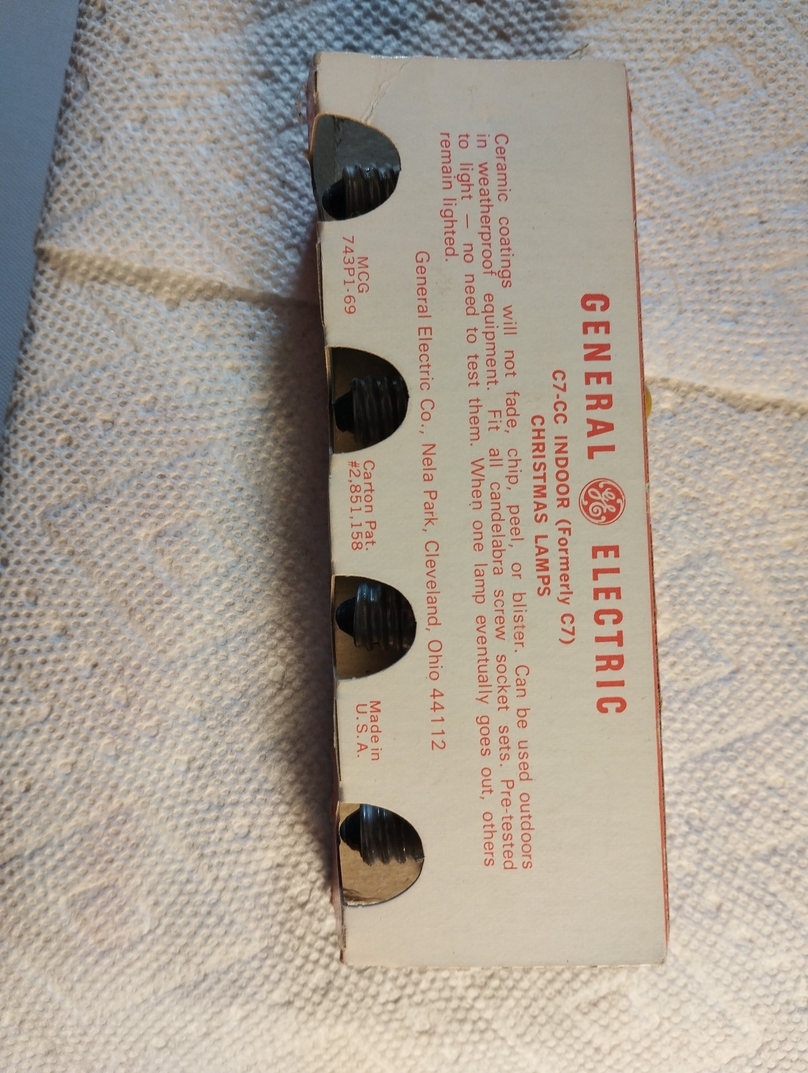 GENERAL GE ELECTRIC
C7-CC INDOOR (Formerly C7)
CHRISTMAS LAMPS
Ceramic coatings will not fade, chip, peel, or blister. Can be used outdoors
in weatherproof equipment. Fit all candelabra screw socket sets. Pre-tested
to light — no need to test them. When one lamp eventually goes out, others
remain lighted.
General Electric Co., Nela Park, Cleveland, Ohio 44112
MCG
743P1-69
Carton Pat.
#2,851,158
Made in
U.S.A.